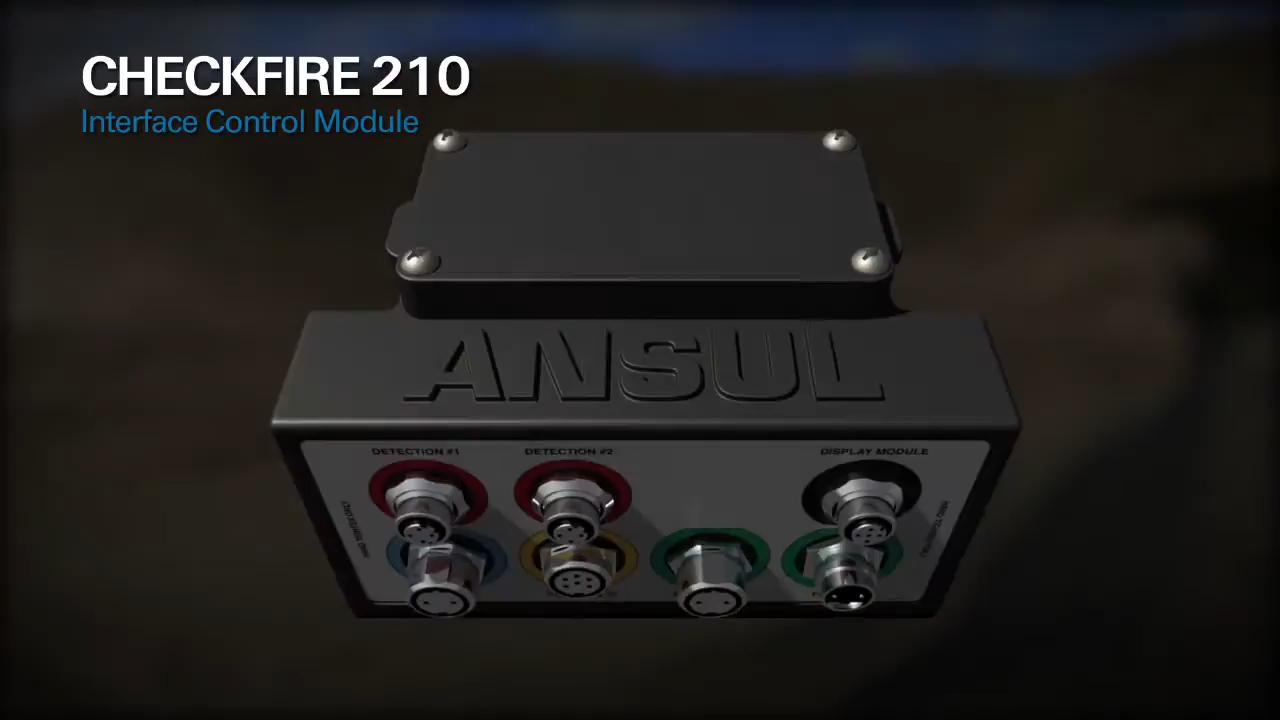 CHECKFIRE 210
Interface Control Module
ANSUL
DETECTION #1
DETECTION #2
DISPLAY MODULE